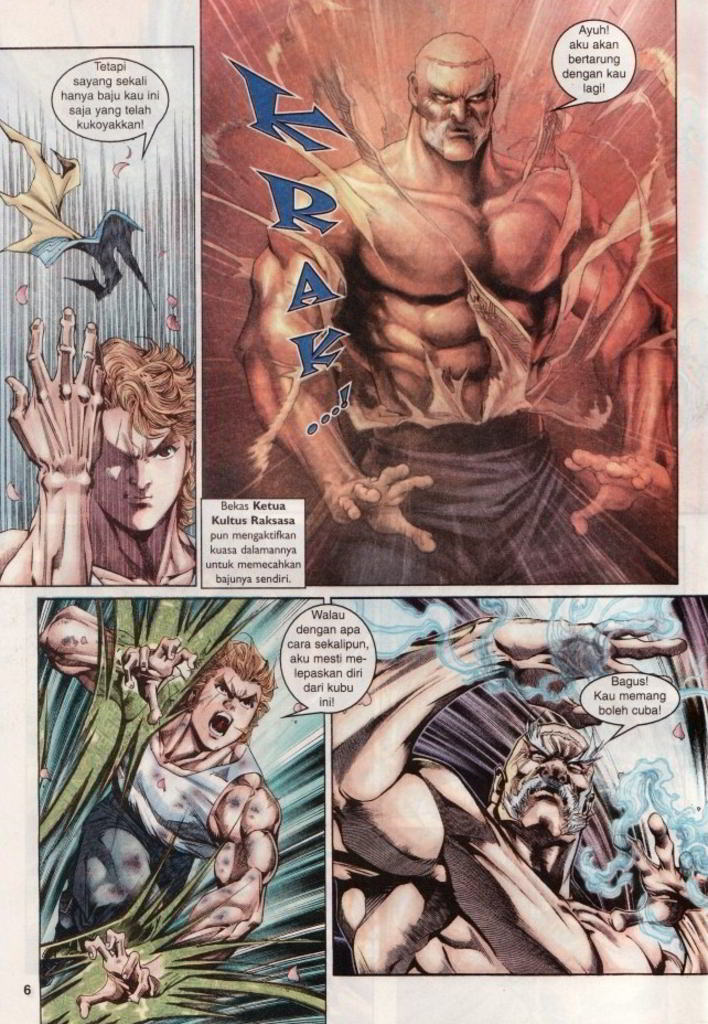 Tetapi
sayang sekali
hanya baju kau ini
saja yang telah
kukoyakkan!
KRAK...!
Ayuh!
aku akan
bertarung
dengan kau
lagi!
Bekas Ketua
Kultus Raksasa
pun mengaktifkan
kuasa dalamannya
untuk memecahkan
bajunya sendiri.
Walau
dengan apa
cara sekalipun,
aku mesti me-
lepaskan diri
dari kubu
ini!
Bagus!
Kau memang
boleh cuba!
6